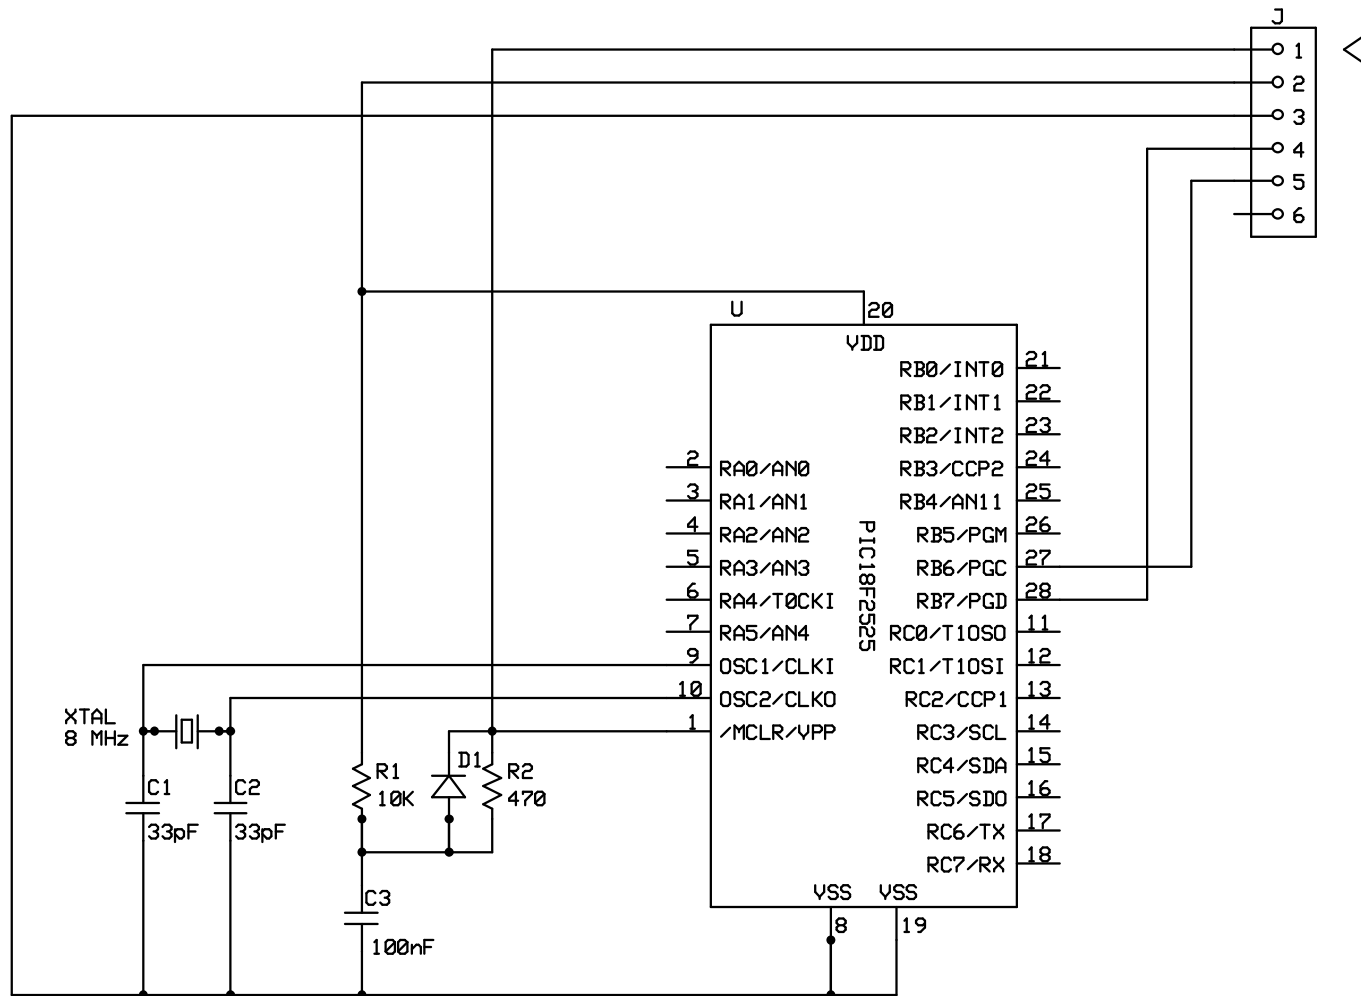 J
1
2
3
4
5
6
U
20
VDD
RB0/INT0 21
RB1/INT1 22
RB2/INT2 23
2 RA0/AN0
RB3/CCP2 24
3 RA1/AN1
RB4/AN11 25
4 RA2/AN2
RB5/PGM 26
5 RA3/AN3
RB6/PGC 27
6 RA4/T0CKI
RB7/PGD 28
7 RA5/AN4
RC0/T1OSO 11
9 OSC1/CLKI
RC1/T1OSI 12
10 OSC2/CLKO
RC2/CCP1 13
1 /MCLR/VPP
RC3/SCL 14
RC4/SDA 15
RC5/SDO 16
RC6/TX 17
RC7/RX 18
PIC18F2525
XTAL
8 MHz
C1
33pF
C2
33pF
R1
10K
D1
R2
470
C3
100nF
VSS
VSS
8
19